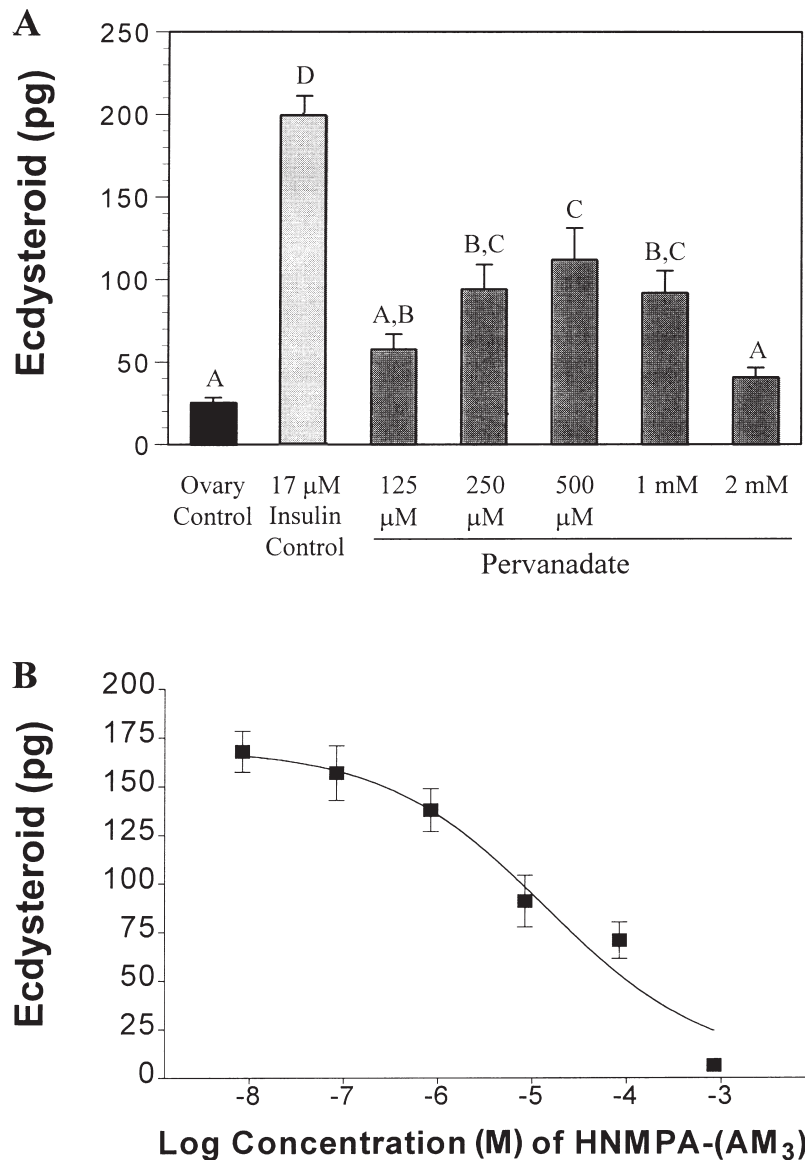 A
Ecdysteroid (pg)
250
200
150
100
50
0
A
D
A,B
B,C
C
B,C
A
Ovary
Control
17 μM
Insulin
Control
125
μM
250
μM
500
μM
1 mM
2 mM
Pervanadate
B
Ecdysteroid (pg)
200
175
150
125
100
75
50
25
0
-8
-7
-6
-5
-4
-3
Log Concentration (M) of HNMPA-(AM₃)